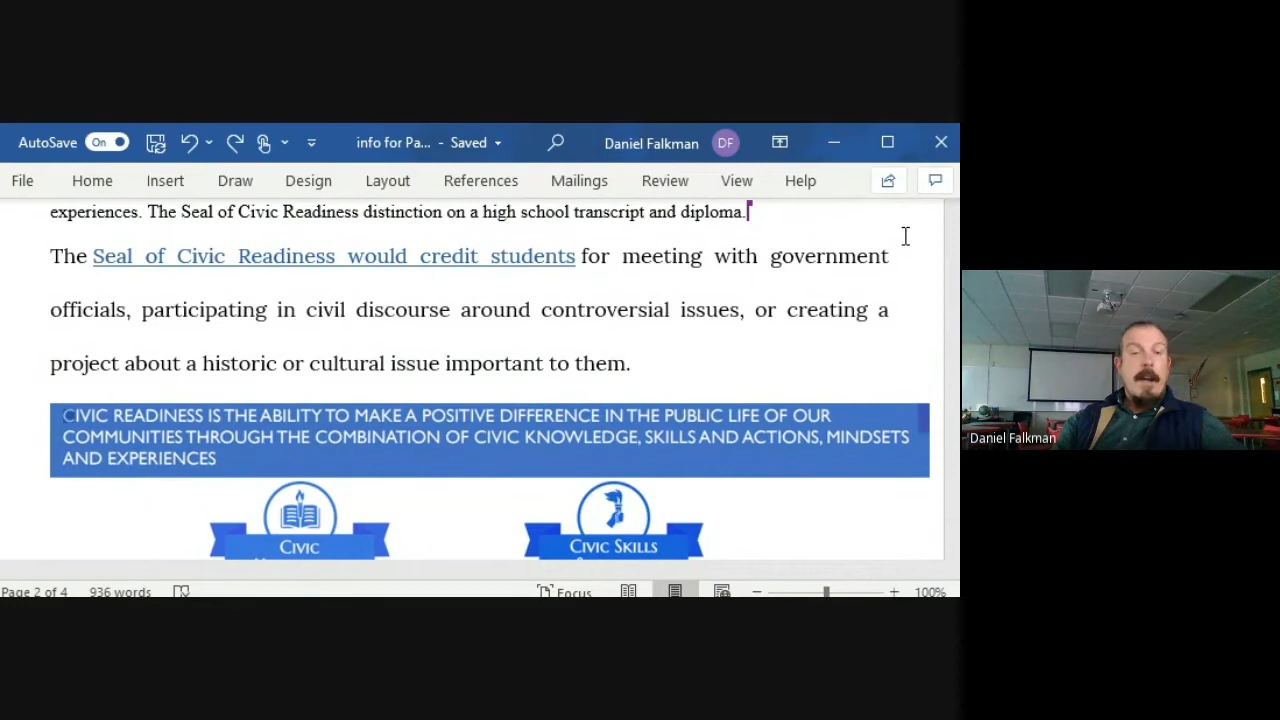 AutoSave On info for Pa... - Saved Daniel Falkman DF
File Home Insert Draw Design Layout References Mailings Review View Help
experiences. The Seal of Civic Readiness distinction on a high school transcript and diploma.
The Seal of Civic Readiness would credit students for meeting with government
officials, participating in civil discourse around controversial issues, or creating a
project about a historic or cultural issue important to them.
CIVIC READINESS IS THE ABILITY TO MAKE A POSITIVE DIFFERENCE IN THE PUBLIC LIFE OF OUR
COMMUNITIES THROUGH THE COMBINATION OF CIVIC KNOWLEDGE, SKILLS AND ACTIONS, MINDSETS
AND EXPERIENCES
CIVIC CIVIC SKILLS
Page 2 of 4 936 words Focus 100%
Daniel Falkman